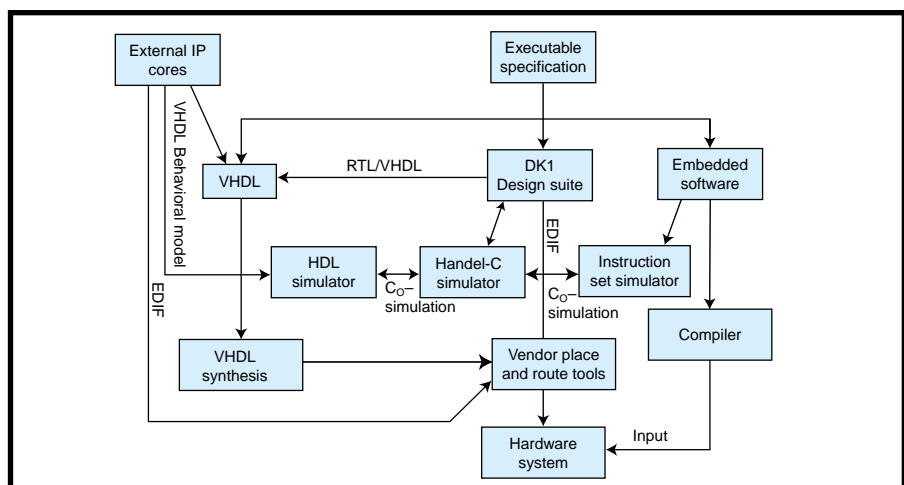 External IP
cores
Executable
specification
VHDL Behavioral model
EDIF
VHDL
RTL/VHDL
DK1
Design suite
Embedded
software
EDIF
HDL
simulator
Handel-C
simulator
Instruction
set simulator
CO–
simulation
CO–
simulation
Compiler
VHDL
synthesis
Vendor place
and route tools
Input
Hardware
system